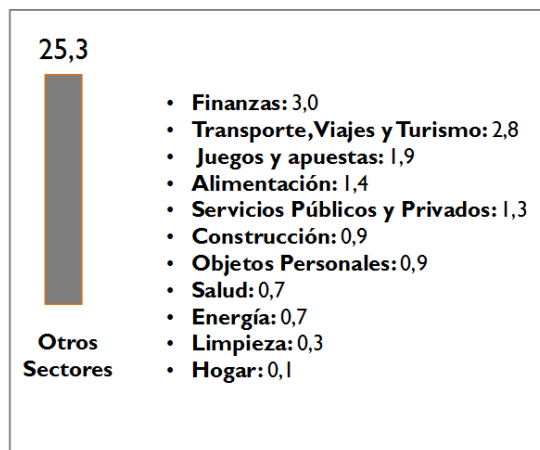 25,3
Otros
Sectores
• Finanzas: 3,0
• Transporte, Viajes y Turismo: 2,8
• Juegos y apuestas: 1,9
• Alimentación: 1,4
• Servicios Públicos y Privados: 1,3
• Construcción: 0,9
• Objetos Personales: 0,9
• Salud: 0,7
• Energía: 0,7
• Limpieza: 0,3
• Hogar: 0,1